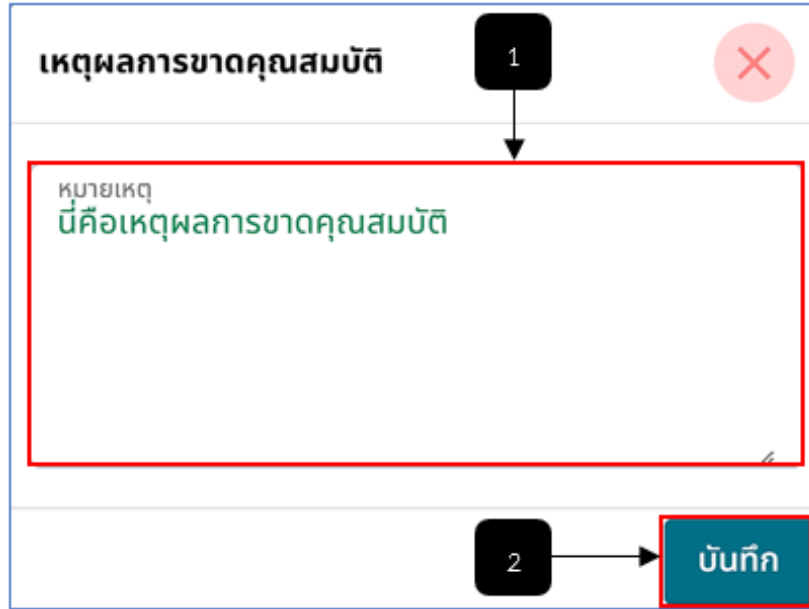 เหตุผลการขาดคุณสมบัติ
1
หมายเหตุ
นี่คือเหตุผลการขาดคุณสมบัติ
2
บันทึก